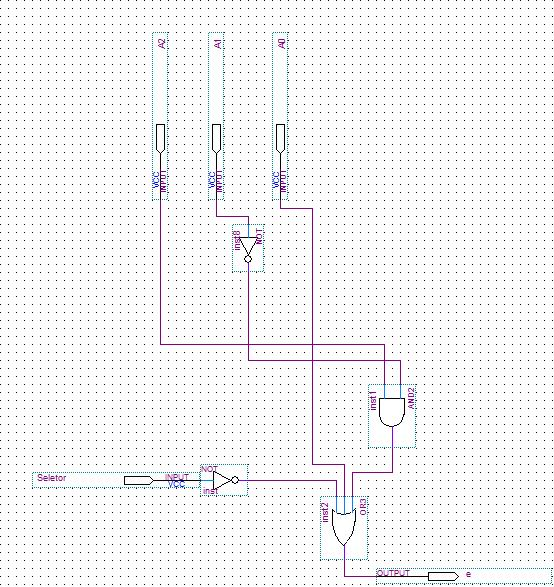 A2
A1
A0
VCC
INPUT
VCC
INPUT
VCC
INPUT
inst8
NOT
inst1
AND2
Seletor
INPUT
VCC
NOT
inst
inst2
OR3
OUTPUT
e